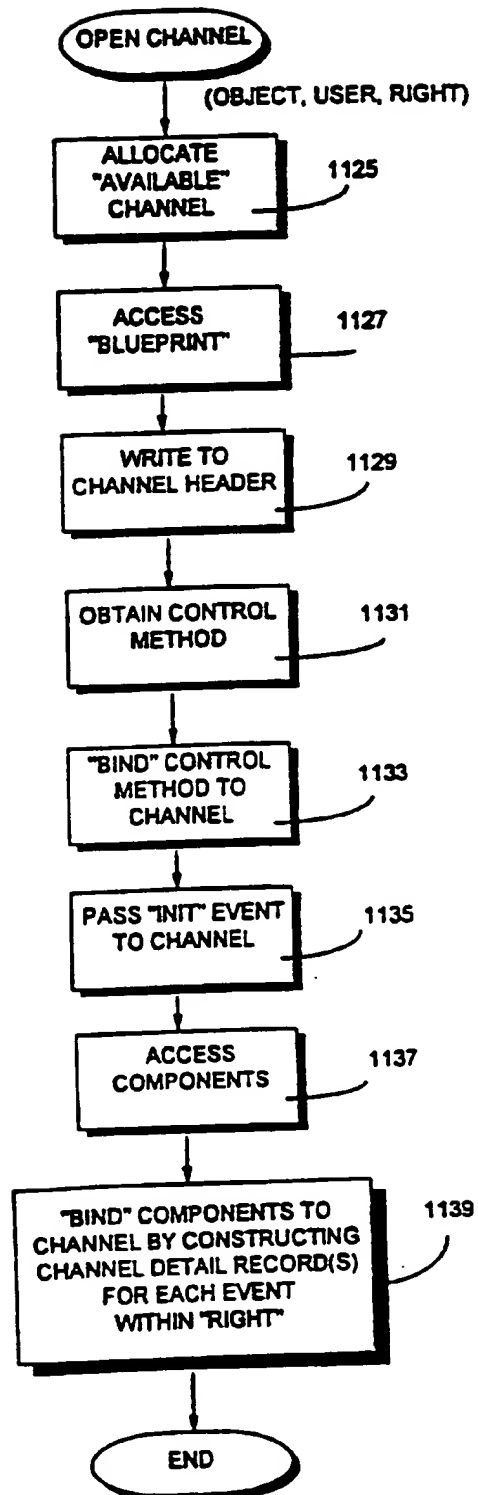 OPEN CHANNEL
(OBJECT, USER, RIGHT)
ALLOCATE
"AVAILABLE"
CHANNEL
1125
ACCESS
"BLUEPRINT"
1127
WRITE TO
CHANNEL HEADER
1129
OBTAIN CONTROL
METHOD
1131
"BIND" CONTROL
METHOD TO
CHANNEL
1133
PASS "INIT" EVENT
TO CHANNEL
1135
ACCESS
COMPONENTS
1137
"BIND" COMPONENTS TO
CHANNEL BY CONSTRUCTING
CHANNEL DETAIL RECORD(S)
FOR EACH EVENT
WITHIN "RIGHT"
1139
END